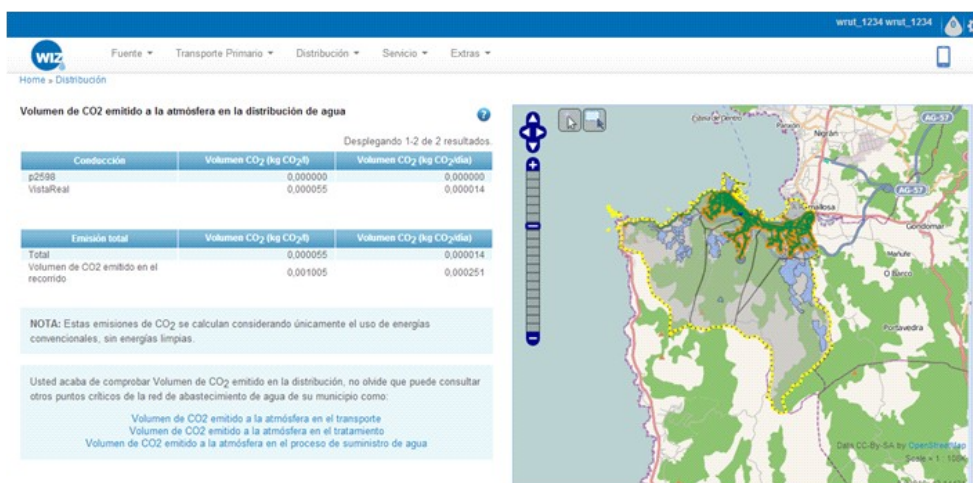 wrut_1234 wrut_1234
0
WIZ
Fuente Transporte Primario Distribución Servicio Extras
Home » Distribución
Volumen de CO2 emitido a la atmósfera en la distribución de agua
?
Desplegando 1-2 de 2 resultados.
Conducción Volumen CO2 (kg CO2/l) Volumen CO2 (kg CO2/día)
p2598 0,000000 0,000000
VistaReal 0,000055 0,000014
Emisión total Volumen CO2 (kg CO2/l) Volumen CO2 (kg CO2/día)
Total 0,000055 0,000014
Volumen de CO2 emitido en el
recorrido 0,001005 0,000251
NOTA: Estas emisiones de CO2 se calculan considerando únicamente el uso de energías
convencionales, sin energías limpias.
Usted acaba de comprobar Volumen de CO2 emitido en la distribución, no olvide que puede consultar
otros puntos críticos de la red de abastecimiento de agua de su municipio como:
Volumen de CO2 emitido a la atmósfera en el transporte
Volumen de CO2 emitido a la atmósfera en el tratamiento
Volumen de CO2 emitido a la atmósfera en el proceso de suministro de agua
AG-57
Nigrán
AG-57
Gondomar
Mañufe
O Barco
Portavedra
Data CC-By-SA by OpenStreetMap
Scale = 1 : 100K